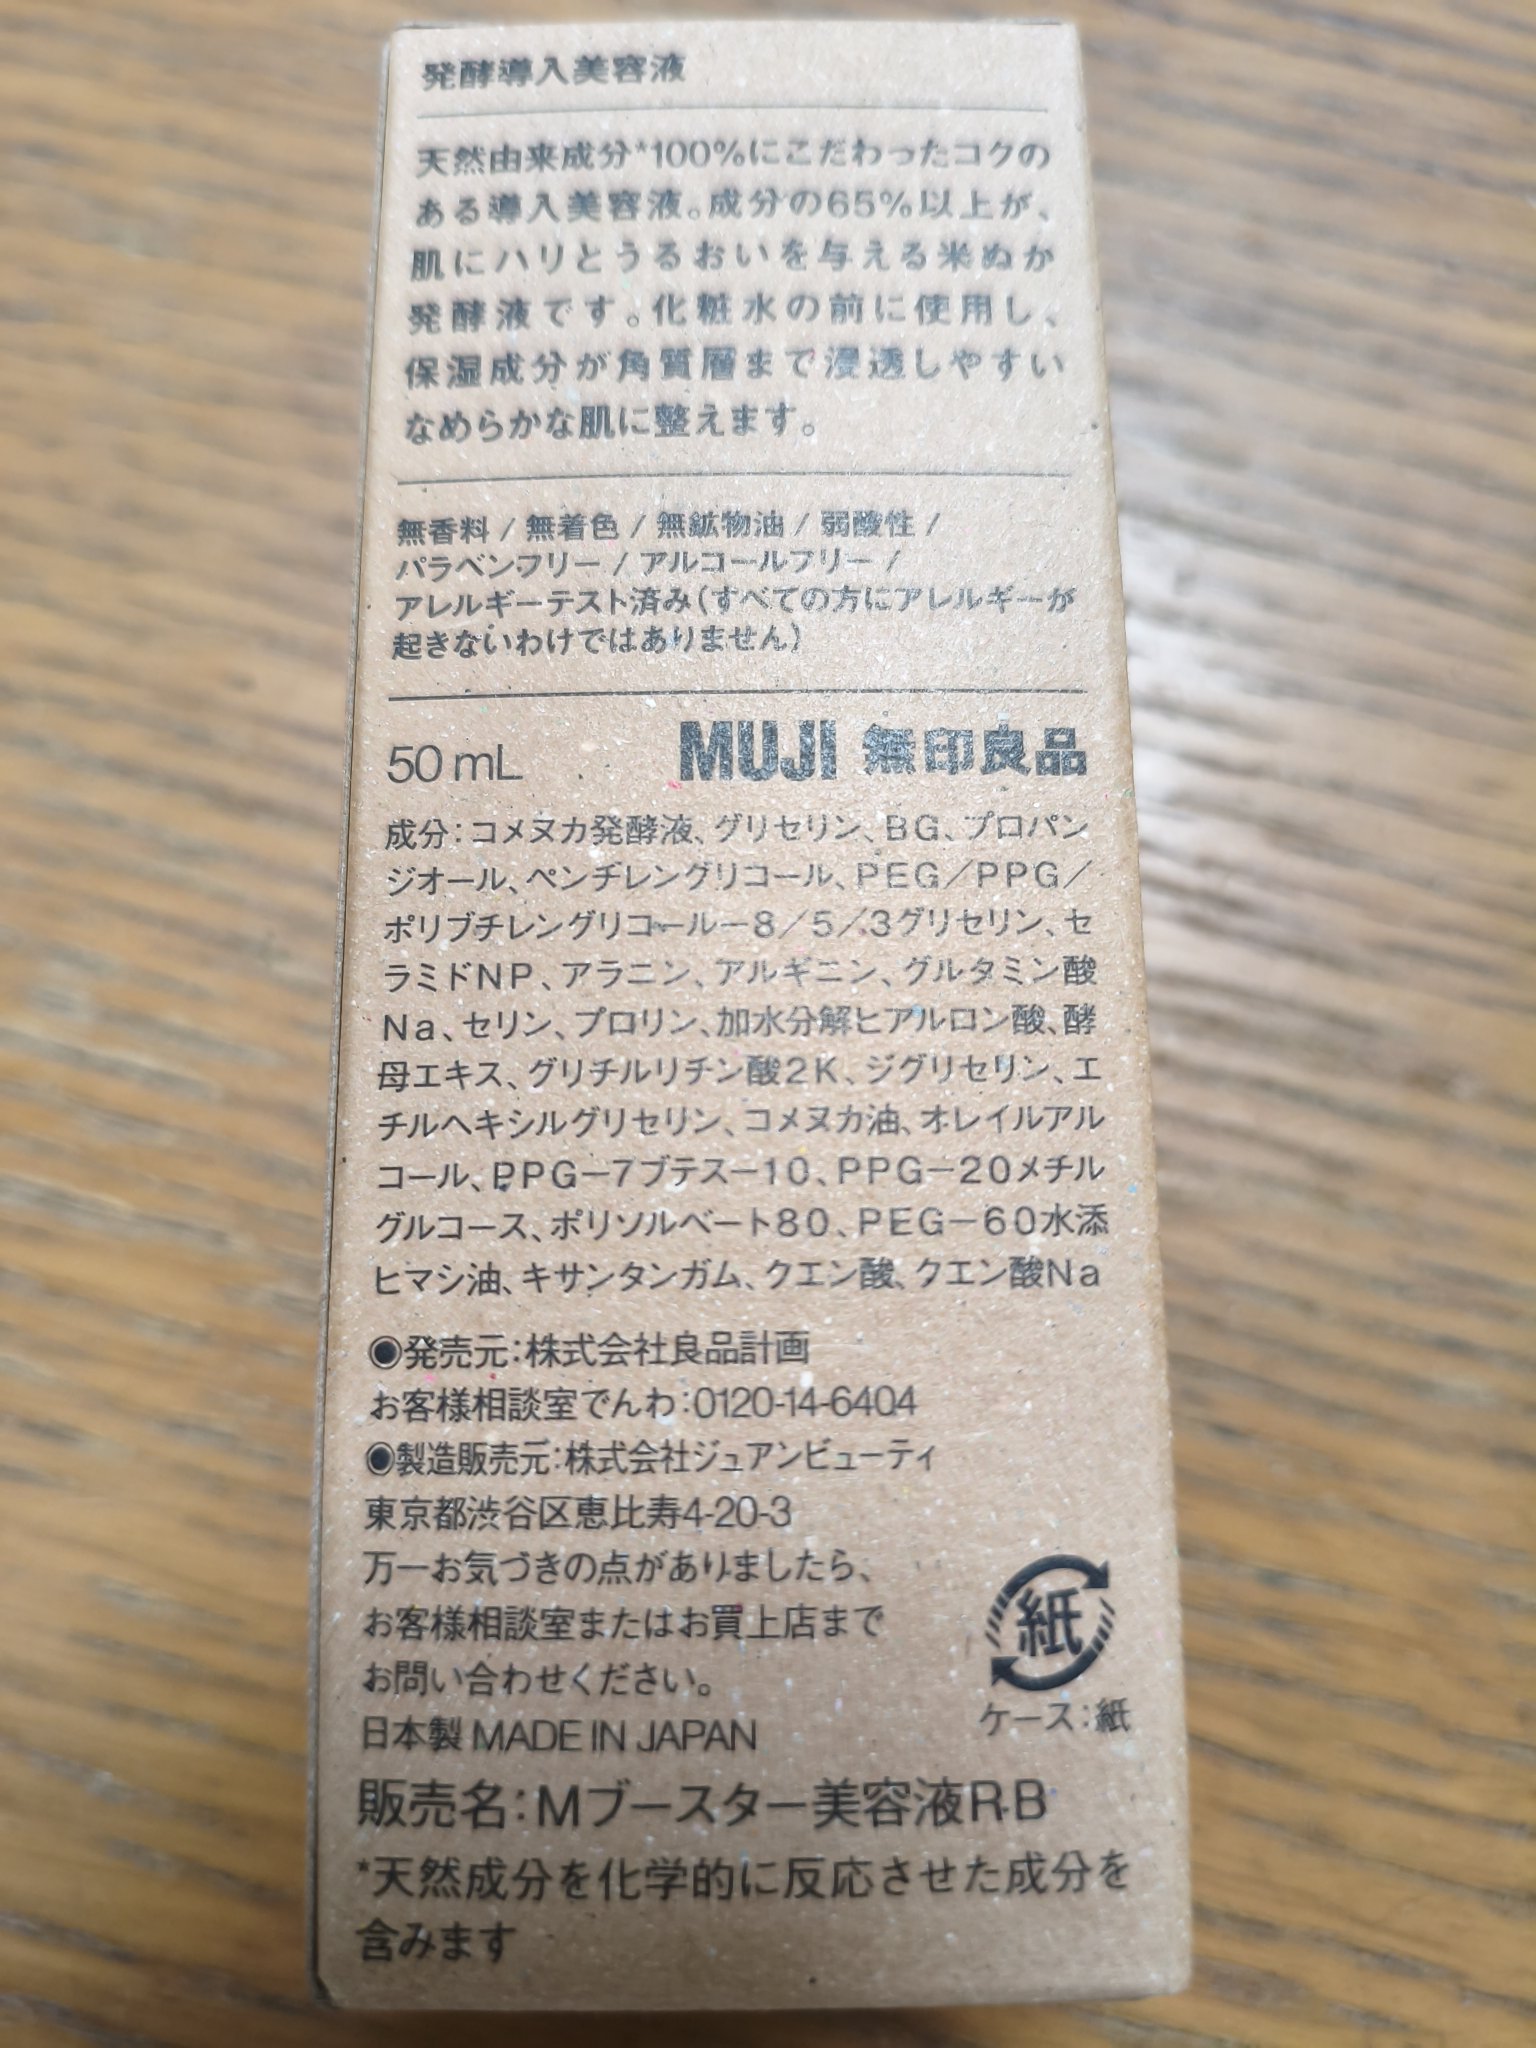 発酵導入美容液
天然由来成分*100%にこだわったコクの
ある導入美容液。成分の65%以上が、
肌にハリとうるおいを与える米ぬか
発酵液です。化粧水の前に使用し、
保湿成分が角質層まで浸透しやすい
なめらかな肌に整えます。
無香料 / 無着色 / 無鉱物油 / 弱酸性 /
パラベンフリー / アルコールフリー /
アレルギーテスト済み(すべての方にアレルギーが
起きないわけではありません)
50 mL MUJI 無印良品
成分:コメヌカ発酵液、グリセリン、BG、プロパン
ジオール、ペンチレングリコール、PEG/PPG/
ポリブチレングリコール-8/5/3グリセリン、セ
ラミドNP、アラニン、アルギニン、グルタミン酸
Na、セリン、プロリン、加水分解ヒアルロン酸、酵
母エキス、グリチルリチン酸2K、ジグリセリン、エ
チルヘキシルグリセリン、コメヌカ油、オレイルアル
コール、PPG-7ブテス-10、PPG-20メチル
グルコース、ポリソルベート80、PEG-60水添
ヒマシ油、キサンタンガム、クエン酸、クエン酸Na
◉発売元:株式会社良品計画
お客様相談室でんわ:0120-14-6404
◉製造販売元:株式会社ジュアンビューティ
東京都渋谷区恵比寿4-20-3
万一お気づきの点がありましたら、
お客様相談室またはお買上店まで
お問い合わせください。
日本製 MADE IN JAPAN
紙
ケース:紙
販売名:Mブースター美容液R・B
*天然成分を化学的に反応させた成分を
含みます